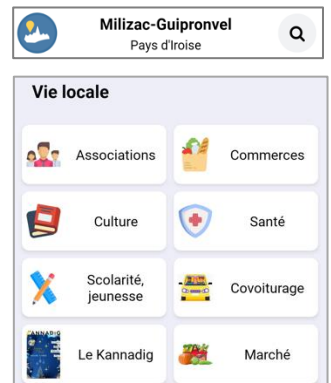 Milizac-Guipronvel
Pays d'Iroise
Vie locale
Associations
Commerces
Culture
Santé
Scolarité,
jeunesse
Covoiturage
Le Kannadig
Marché